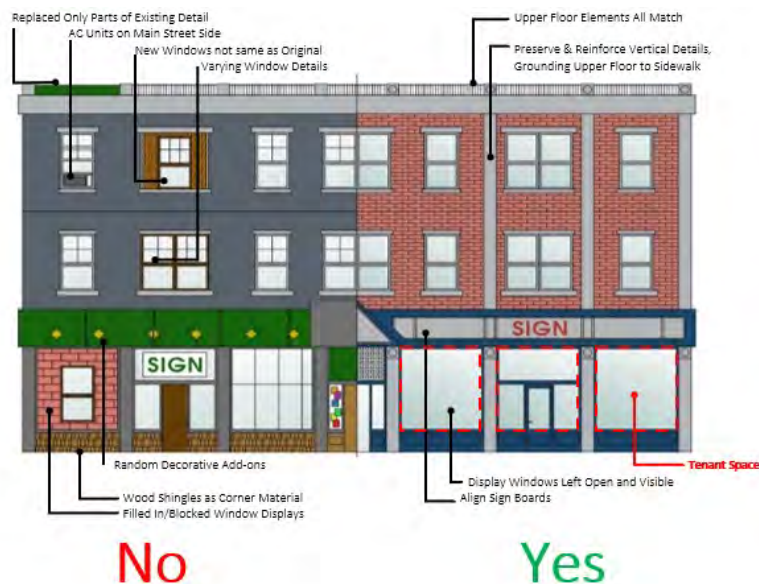 Replaced Only Parts of Existing Detail
AC Units on Main Street Side
New Windows not same as Original
Varying Window Details
Upper Floor Elements All Match
Preserve & Reinforce Vertical Details,
Grounding Upper Floor to Sidewalk
SIGN
SIGN
Random Decorative Add-ons
Wood Shingles as Corner Material
Filled In/Blocked Window Displays
Display Windows Left Open and Visible
Align Sign Boards
Tenant Space
No
Yes